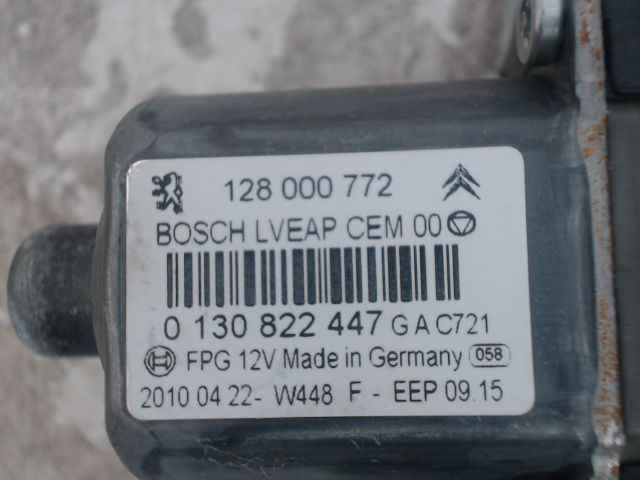 128 000 772
BOSCH LVEAP CEM 00
0 130 822 447 G A C721
FPG 12V Made in Germany 058
2010 04 22- W448 F - EEP 09.15